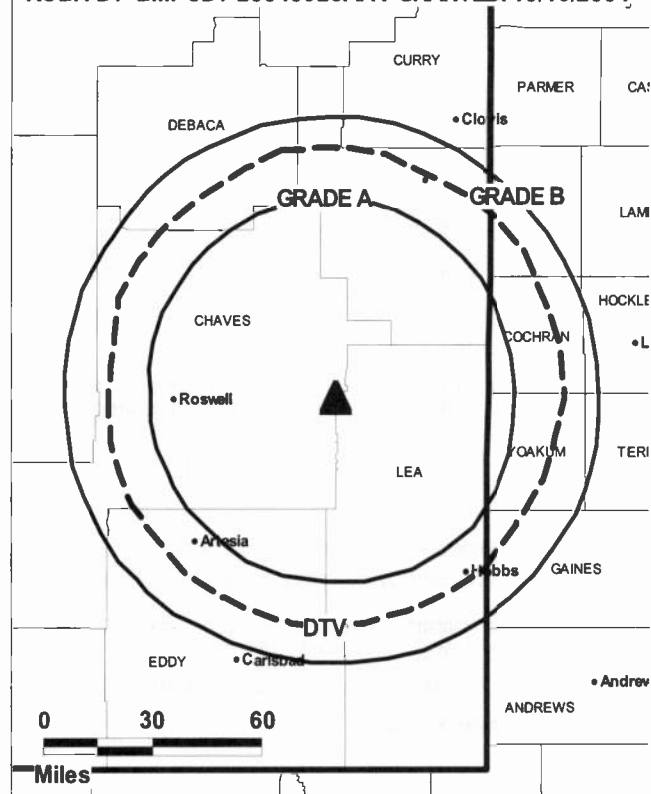 CURRY
PARMER
Clovis
DEBACA
GRADE A
GRADE B
CHAVES
COCHRAN
Roswell
YOAKUM
LEA
Artesia
Hobbs
GAINES
DTV
EDDY
Carlsbad
ANDREWS
0 30 60
Miles